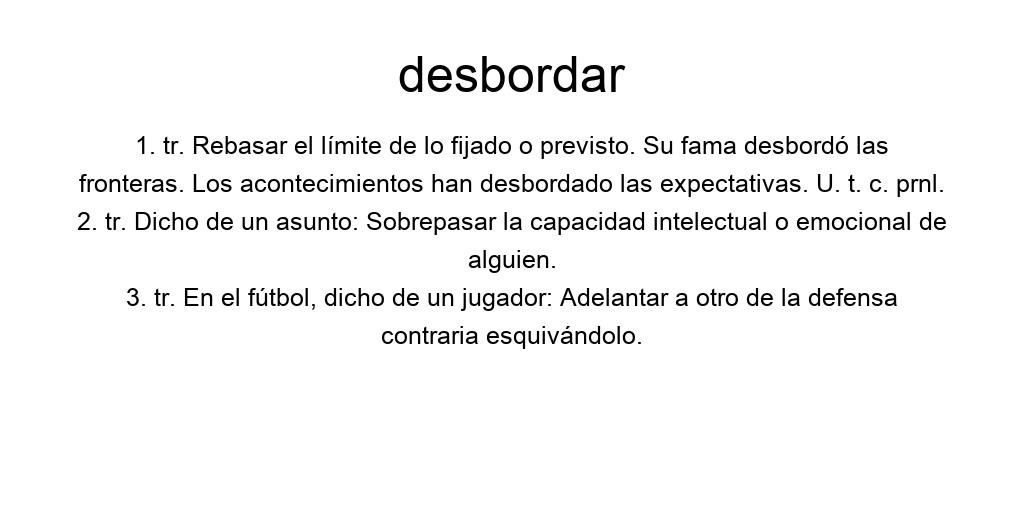 desbordar
1. tr. Rebasar el límite de lo fijado o previsto. Su fama desbordó las
fronteras. Los acontecimientos han desbordado las expectativas. U. t. c. prnl.
2. tr. Dicho de un asunto: Sobrepasar la capacidad intelectual o emocional de
alguien.
3. tr. En el fútbol, dicho de un jugador: Adelantar a otro de la defensa
contraria esquivándolo.